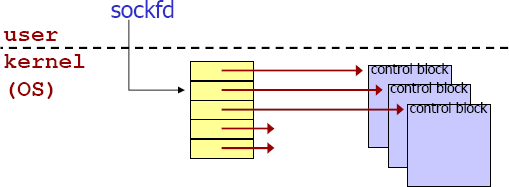 sockfd
user
kernel
(OS)
control block
control block
control block